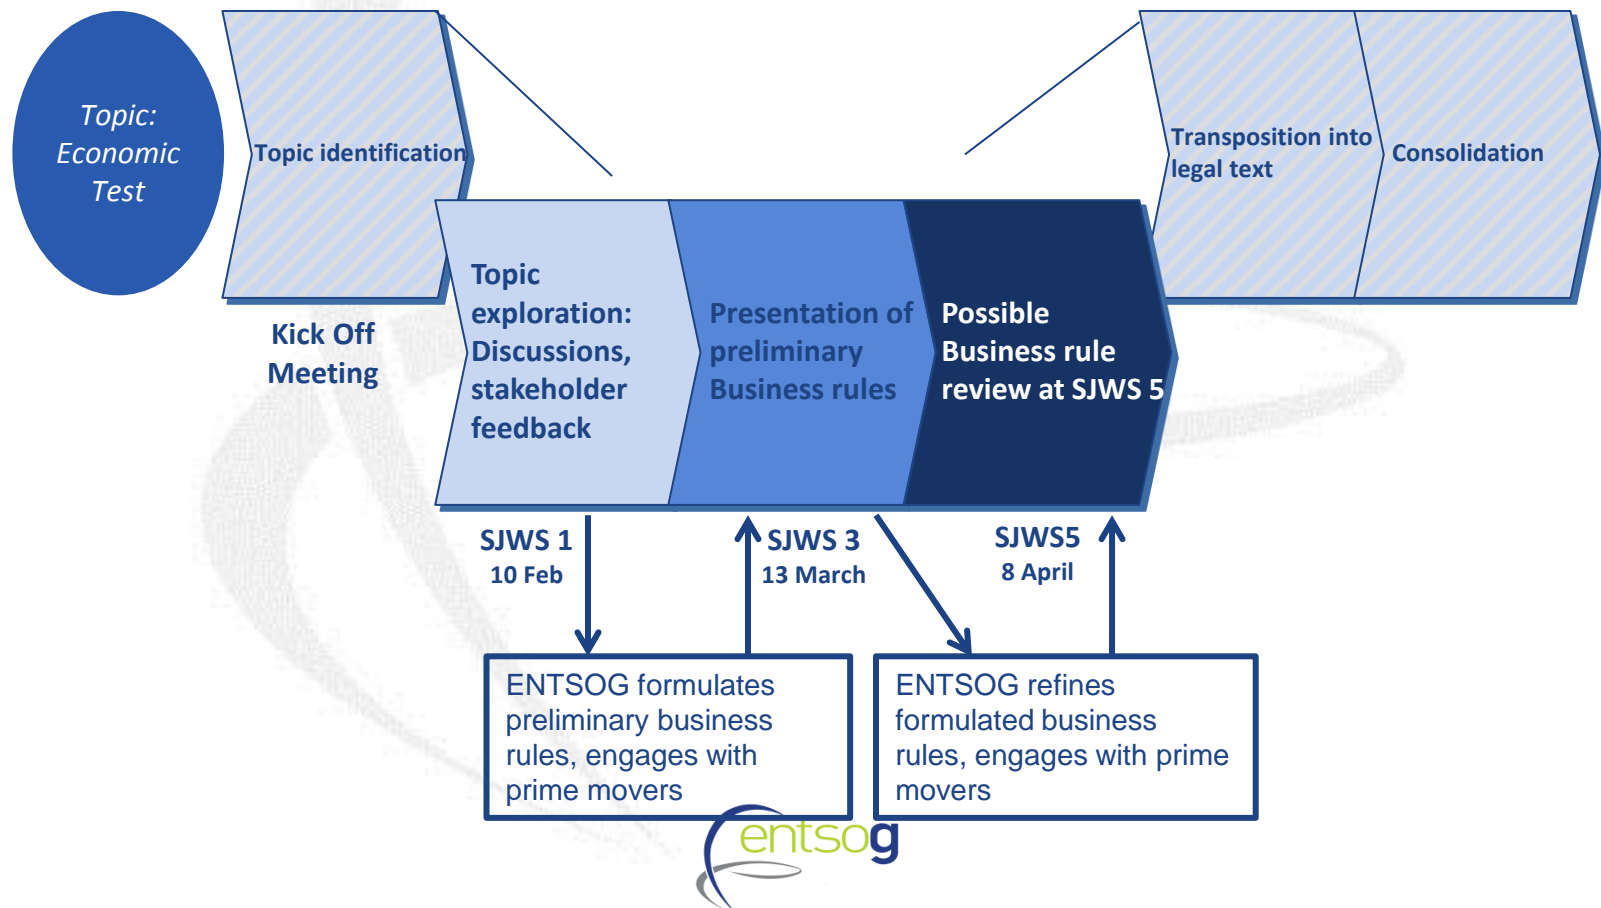 Topic:
Economic
Test
Topic identification
Kick Off
Meeting
Topic
exploration:
Discussions,
stakeholder
feedback
Presentation of
preliminary
Business rules
Possible
Business rule
review at SJWS 5
Transposition into
legal text
Consolidation
SJWS 1
10 Feb
SJWS 3
13 March
SJWS5
8 April
ENTSOG formulates
preliminary business
rules, engages with
prime movers
ENTSOG refines
formulated business
rules, engages with prime
movers
entsog